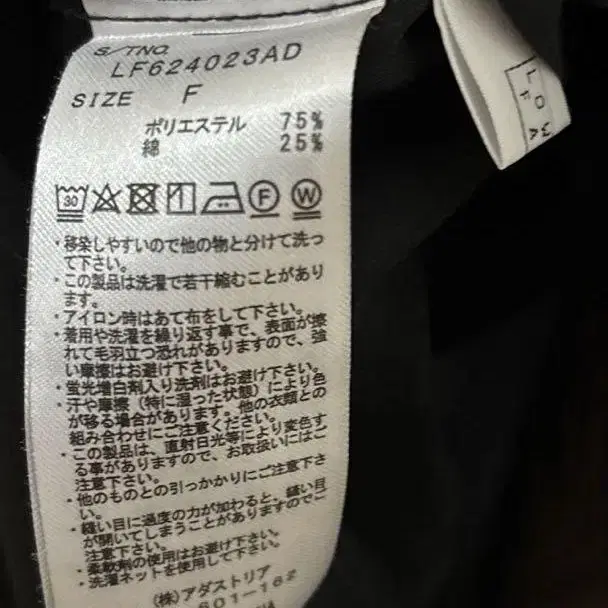 S/TNO.
LF624023AD
SIZE F
ポリエステル 75%
綿 25%
30
F
W
・移染しやすいので他の物と分けて洗っ
て下さい。
・この製品は洗濯で若干縮むことがあり
ます。
・アイロン時はあて布をして下さい。
・着用や洗濯を繰り返す事で、表面が擦
れて毛羽立つ恐れがありますので、強
い摩擦はお避け下さい。
・蛍光増白剤入り洗剤はお避け下さい。
・汗や摩擦(特に湿った状態)により色
が移る場合があります。他の衣類との
組み合わせにご注意下さい。
・この製品は、直射日光等により変色す
る事がありますので、お取扱いにはご
注意下さい。
・他のものとの引っかかりにご注意下さ
い。
・縫い目に過度の力が加わると、縫い目
が開いてしまうことがありますのでご
注意下さい。
・柔軟剤の使用はお避け下さい。
・洗濯ネットを使用して下さい。
(株)アダストリア
601-162